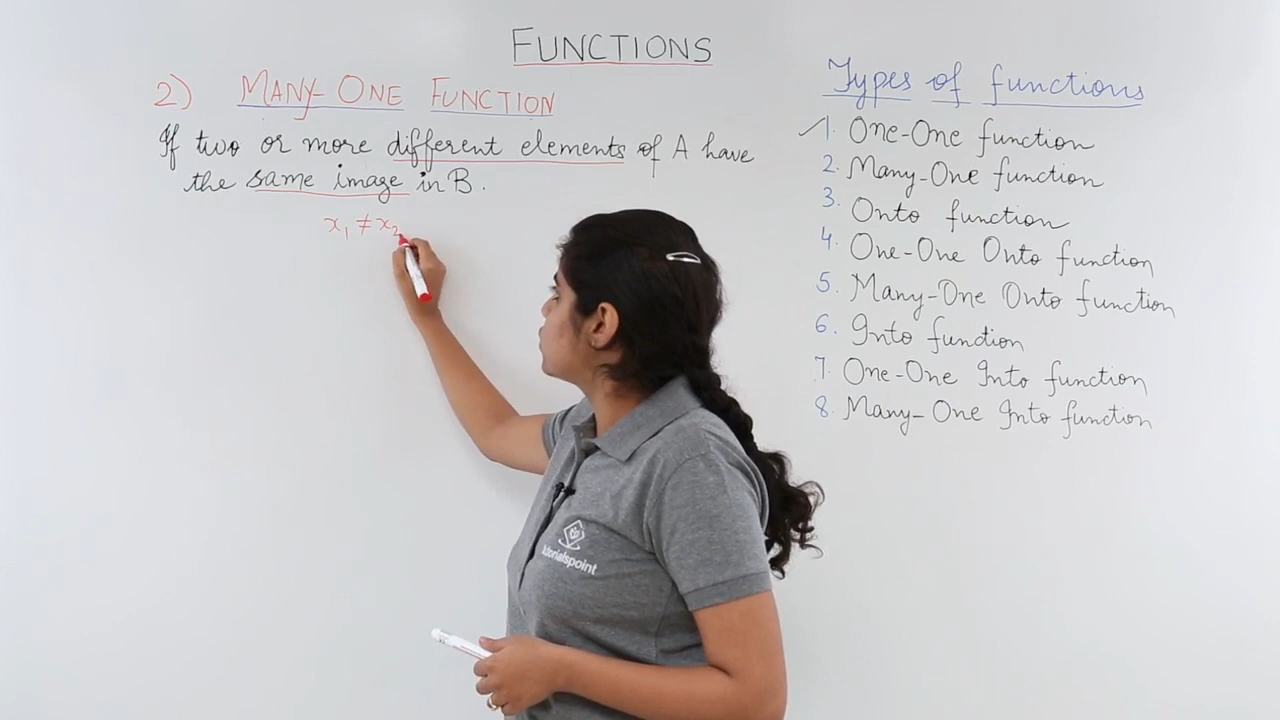 FUNCTIONS
2) MANY-ONE FUNCTION
If two or more different elements of A have
the same image in B.
x₁ ≠ x₂
Types of functions
1. One-One function
2. Many-One function
3. Onto function
4. One-One Onto function
5. Many-One Onto function
6. Into function
7. One-One Into function
8. Many-One Into function
tutorialspoint